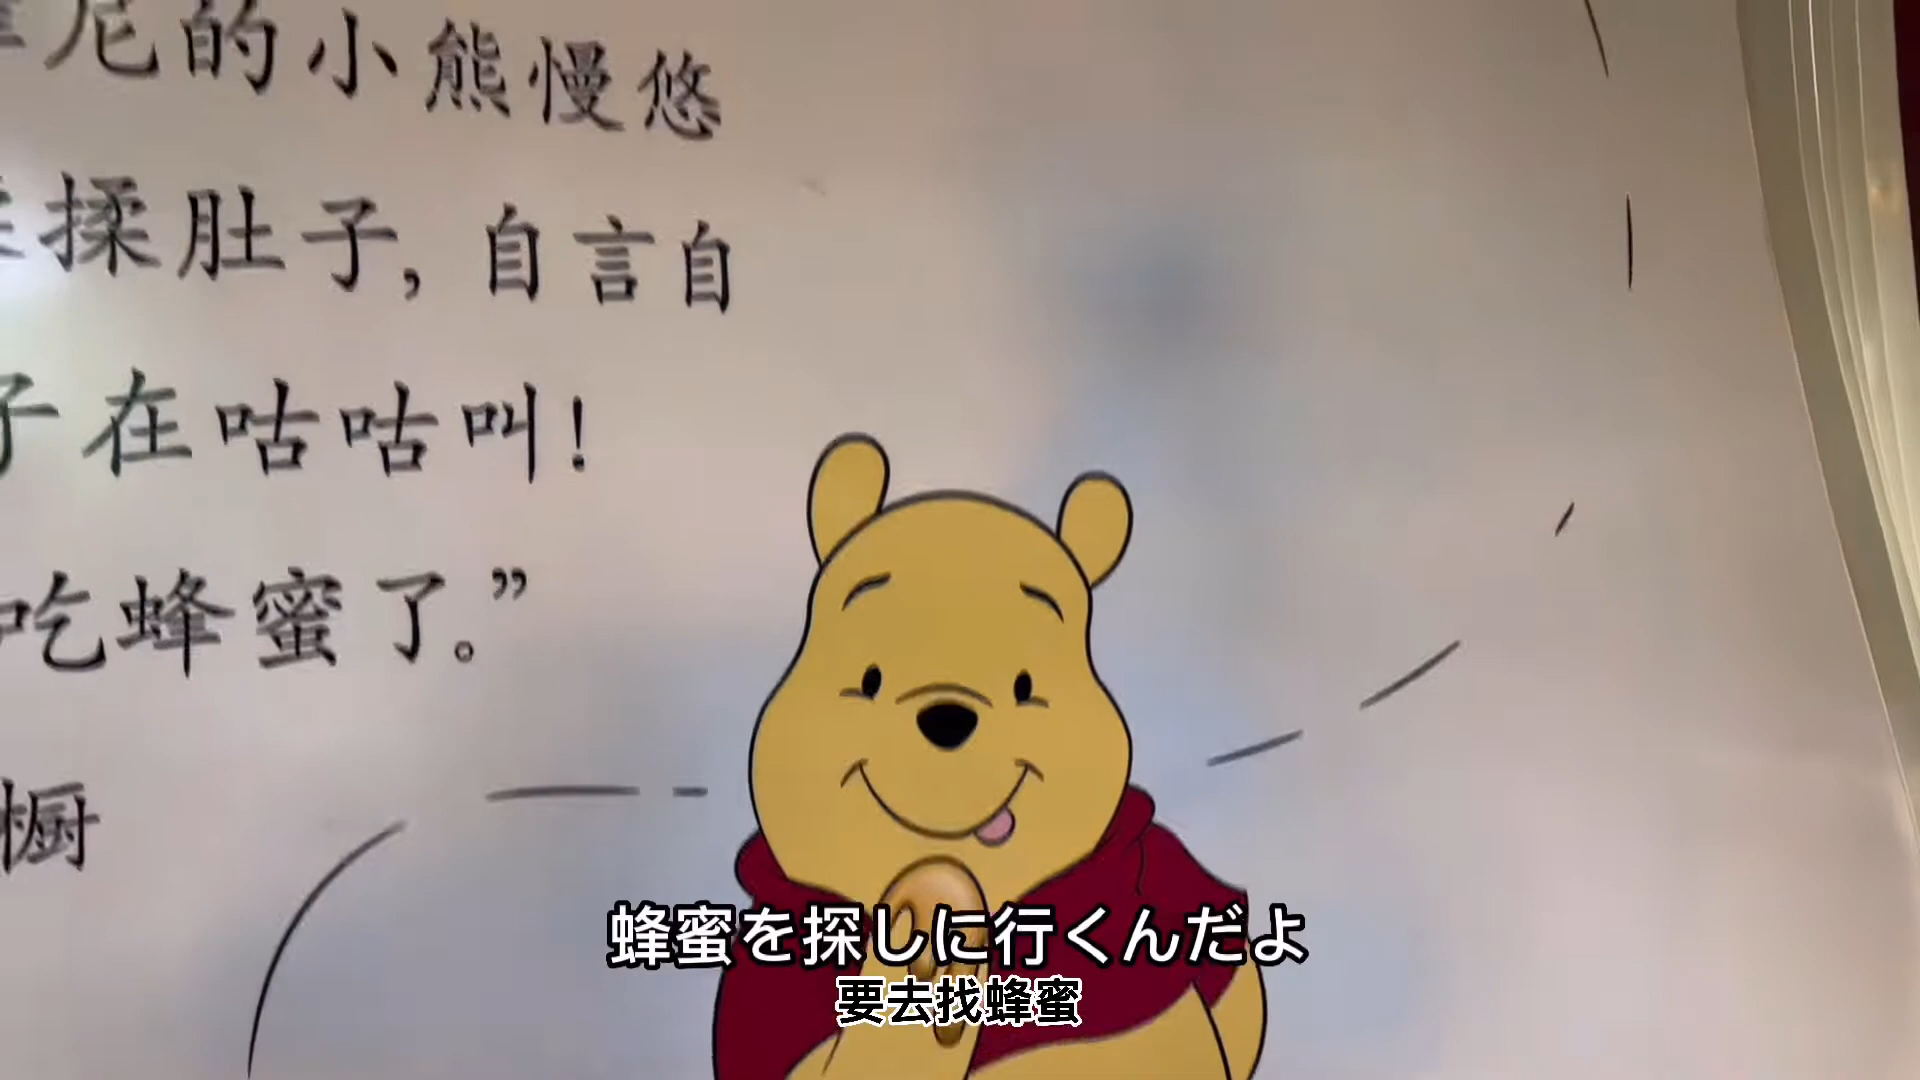 尼的小熊慢悠
揉肚子，自言自
子在咕咕叫！
吃蜂蜜了。”
橱
蜂蜜を探しに行くんだよ
要去找蜂蜜